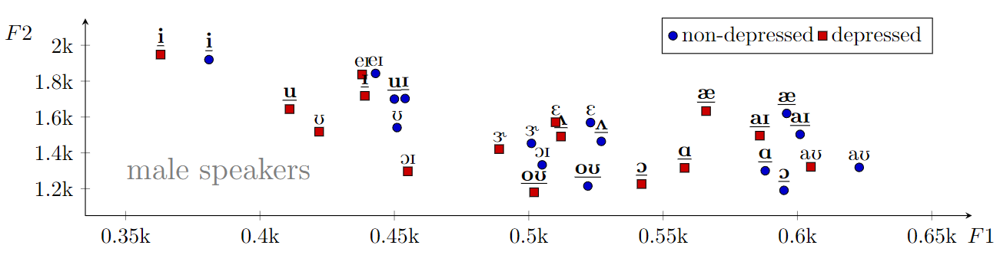 F2
non-depressed depressed
2k
1.8k
1.6k
1.4k
1.2k
i i
eɪ eɪ
ɪ
u ɪ
u
ʊ
ʊ
ɔɪ
ɝ
ɝ
ɔɪ
ɛ
ʌ
ɛ
ʌ
oʊ
oʊ
ɔ
ɑ
æ
æ
aɪ
aɪ
ɑ
ɔ
aʊ
aʊ
male speakers
0.35k 0.4k 0.45k 0.5k 0.55k 0.6k 0.65k F1